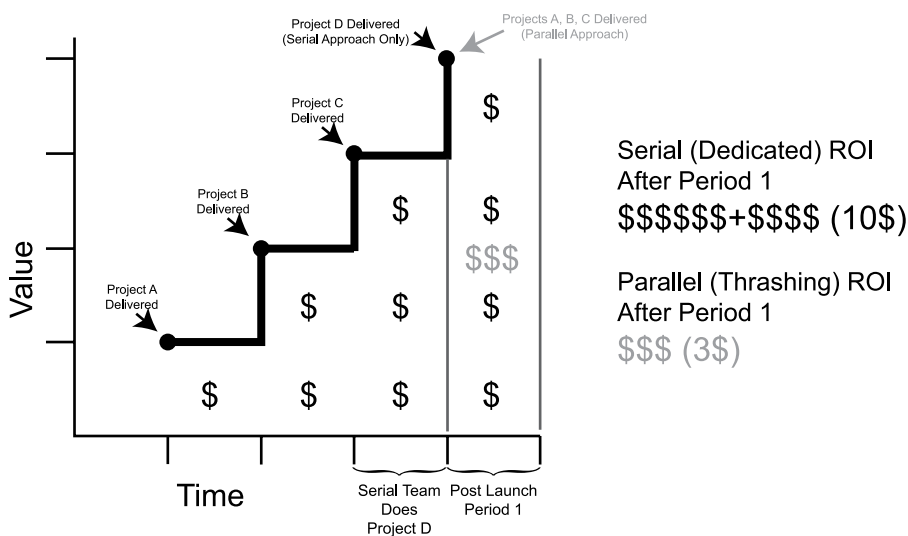 Project D Delivered
(Serial Approach Only)
Projects A, B, C Delivered
(Parallel Approach)
Project C
Delivered
Project B
Delivered
Project A
Delivered
Value
$
$
$
$$$
$
$
$
$
$
$
$
Serial (Dedicated) ROI
After Period 1
$$$$$$+$$$$ (10$)
Parallel (Thrashing) ROI
After Period 1
$$$ (3$)
Time
Serial Team
Does
Project D
Post Launch
Period 1